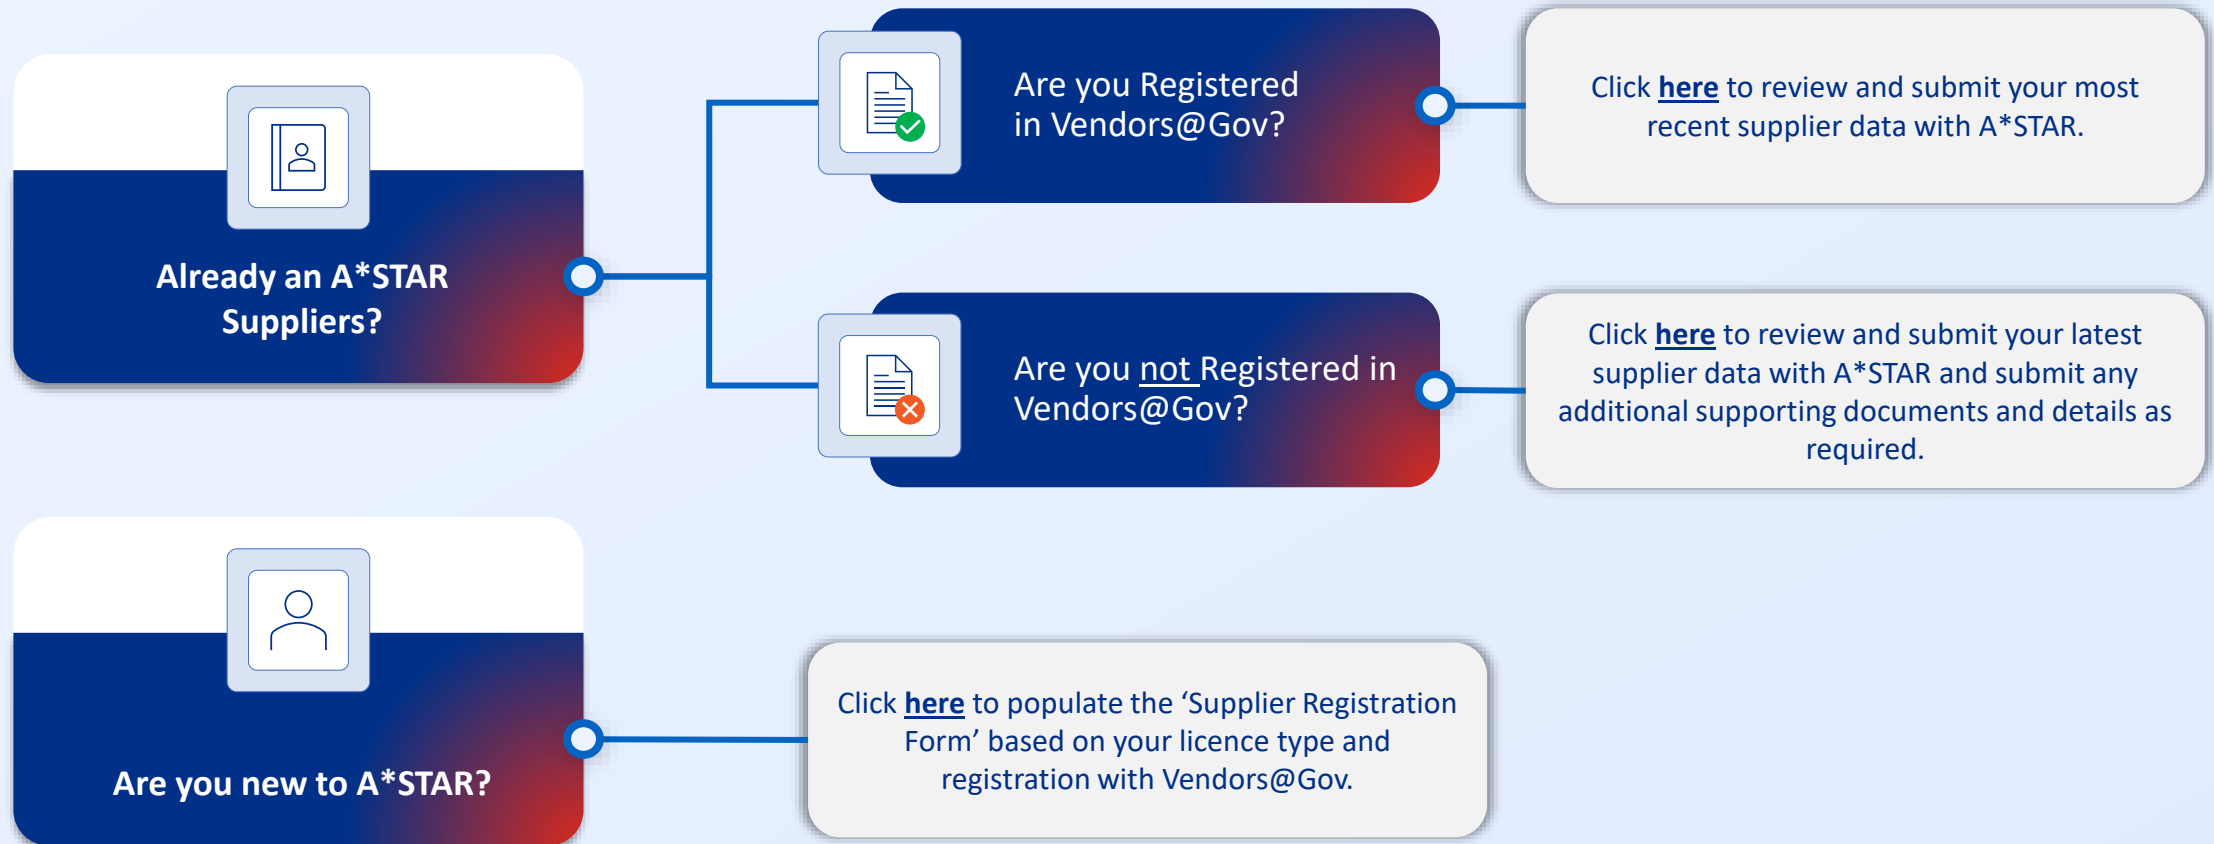 Already an A*STAR
Suppliers?
Are you Registered
in Vendors@Gov?
Click here to review and submit your most
recent supplier data with A*STAR.
Are you not Registered in
Vendors@Gov?
Click here to review and submit your latest
supplier data with A*STAR and submit any
additional supporting documents and details as
required.
Are you new to A*STAR?
Click here to populate the ‘Supplier Registration
Form’ based on your licence type and
registration with Vendors@Gov.